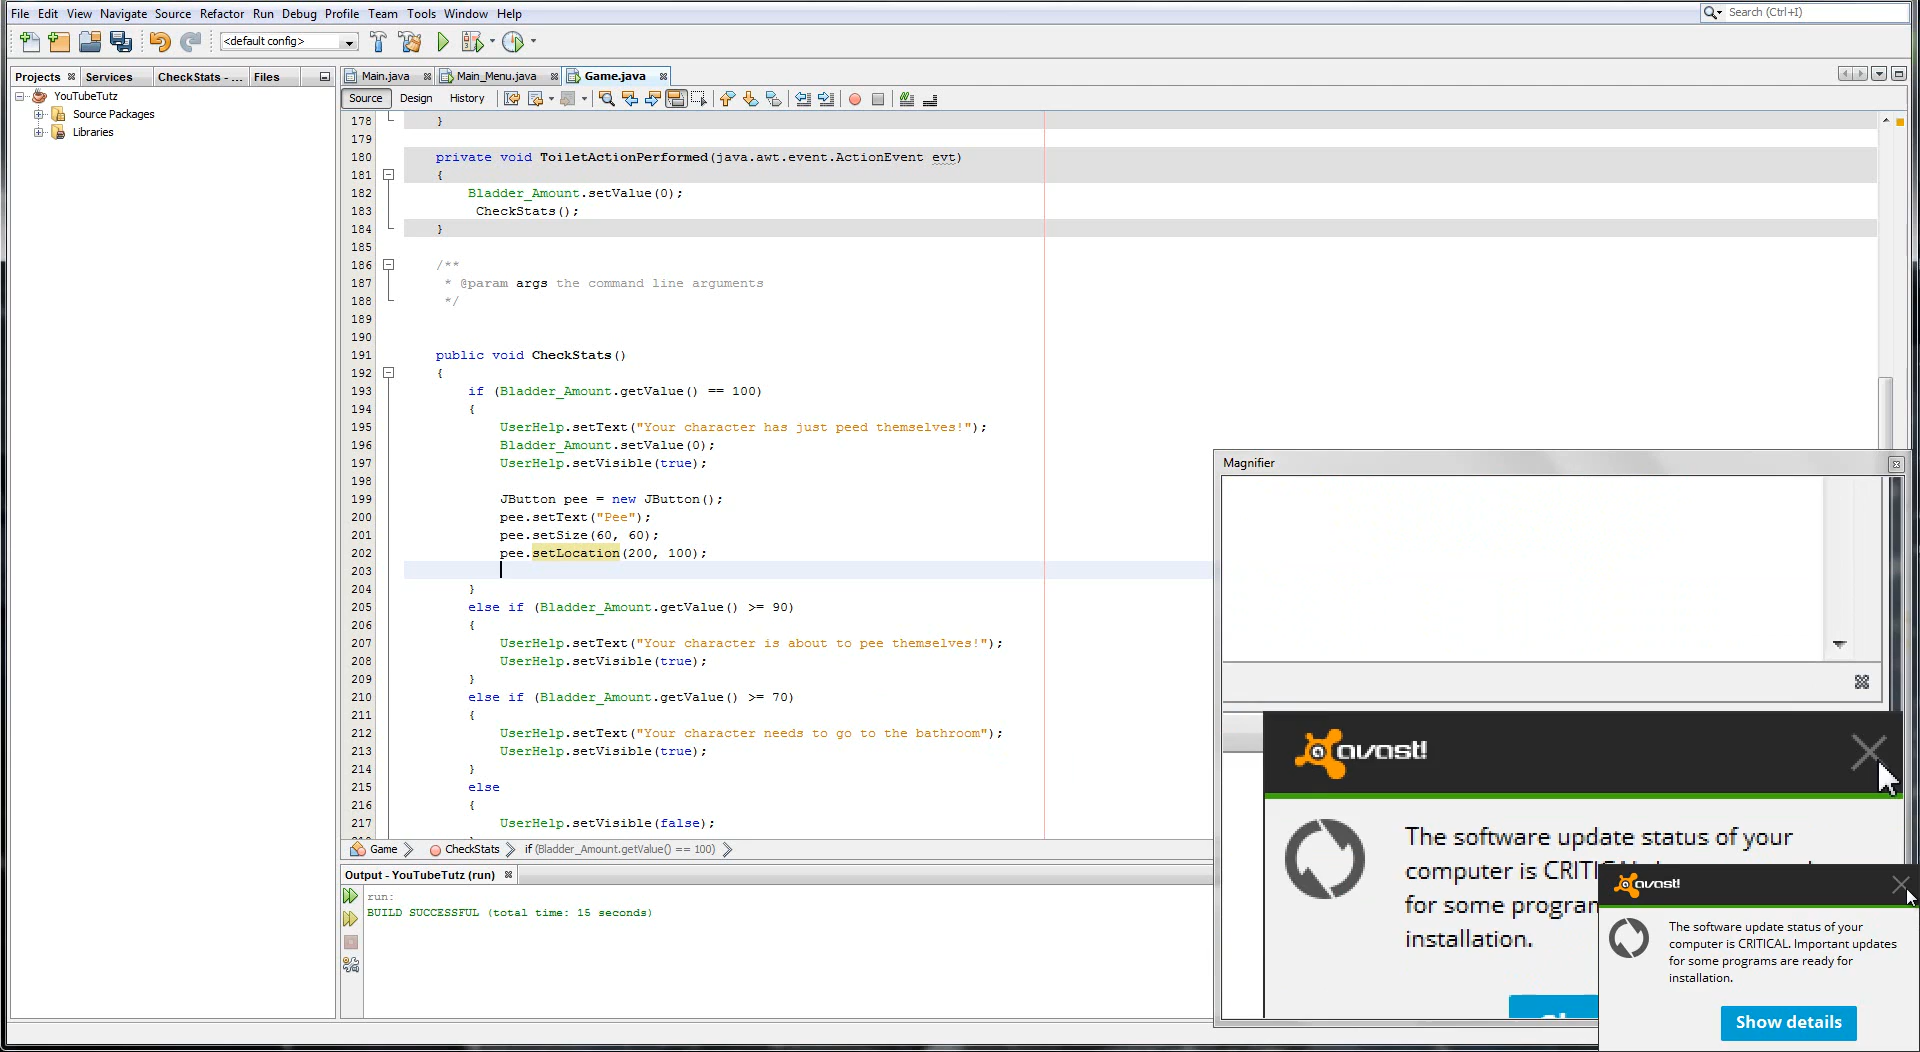 File Edit View Navigate Source Refactor Run Debug Profile Team Tools Window Help
Search (Ctrl+I)
<default config>
Projects Services CheckStats - ... Files
Main.java Main_Menu.java Game.java
YouTubeTutz
Source Packages
Libraries
Source Design History
178 }
179
180 private void ToiletActionPerformed(java.awt.event.ActionEvent evt)
181 {
182 Bladder_Amount.setValue(0);
183 CheckStats();
184 }
185
186 /**
187 * @param args the command line arguments
188 */
189
190
191 public void CheckStats()
192 {
193 if (Bladder_Amount.getValue() == 100)
194 {
195 UserHelp.setText("Your character has just peed themselves!");
196 Bladder_Amount.setValue(0);
197 UserHelp.setVisible(true);
198
199 JButton pee = new JButton();
200 pee.setText("Pee");
201 pee.setSize(60, 60);
202 pee.setLocation(200, 100);
203
204 }
205 else if (Bladder_Amount.getValue() >= 90)
206 {
207 UserHelp.setText("Your character is about to pee themselves!");
208 UserHelp.setVisible(true);
209 }
210 else if (Bladder_Amount.getValue() >= 70)
211 {
212 UserHelp.setText("Your character needs to go to the bathroom");
213 UserHelp.setVisible(true);
214 }
215 else
216 {
217 UserHelp.setVisible(false);
Game CheckStats if (Bladder_Amount.getValue() == 100)
Output - YouTubeTutz (run)
run:
BUILD SUCCESSFUL (total time: 15 seconds)
Magnifier
avast!
The software update status of your
computer is
for some
installation.
avast!
The software update status of your
computer is CRITICAL. Important updates
for some programs are ready for
installation.
Show details